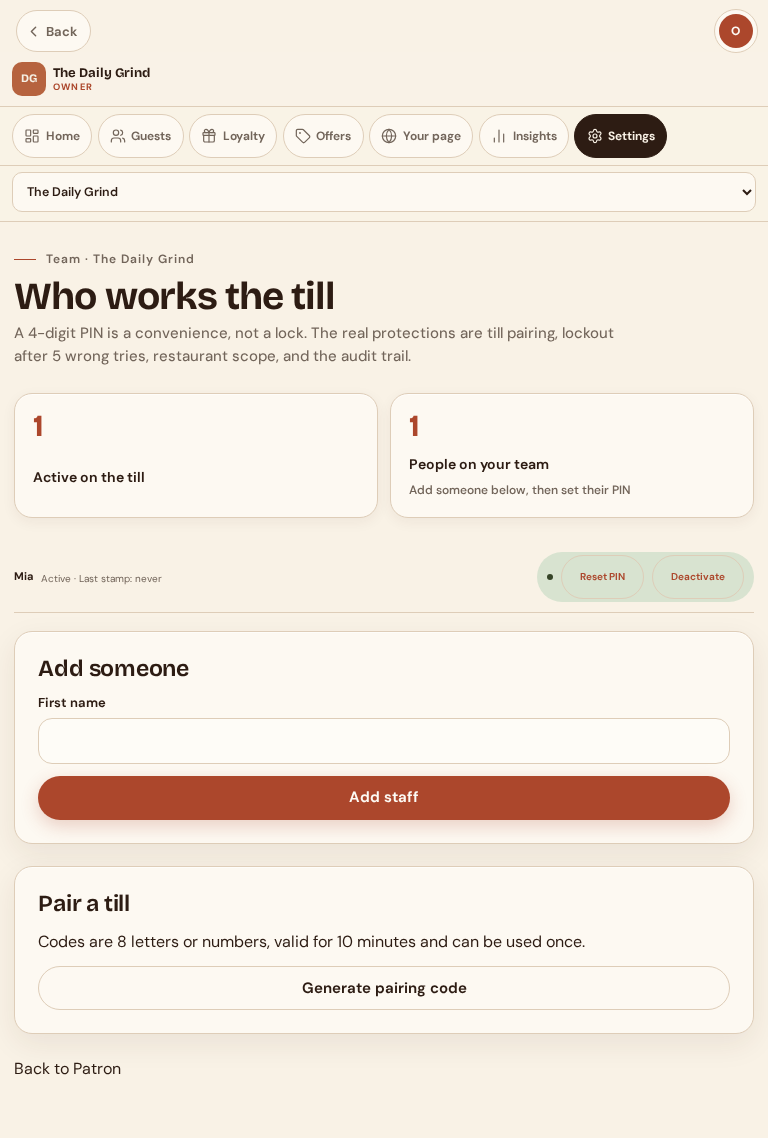 Back
O
DG
The Daily Grind
OWNER
Home
Guests
Loyalty
Offers
Your page
Insights
Settings
The Daily Grind
Team · The Daily Grind
Who works the till
A 4-digit PIN is a convenience, not a lock. The real protections are till pairing, lockout
after 5 wrong tries, restaurant scope, and the audit trail.
1
Active on the till
1
People on your team
Add someone below, then set their PIN
Mia Active · Last stamp: never
Reset PIN
Deactivate
Add someone
First name
Add staff
Pair a till
Codes are 8 letters or numbers, valid for 10 minutes and can be used once.
Generate pairing code
Back to Patron